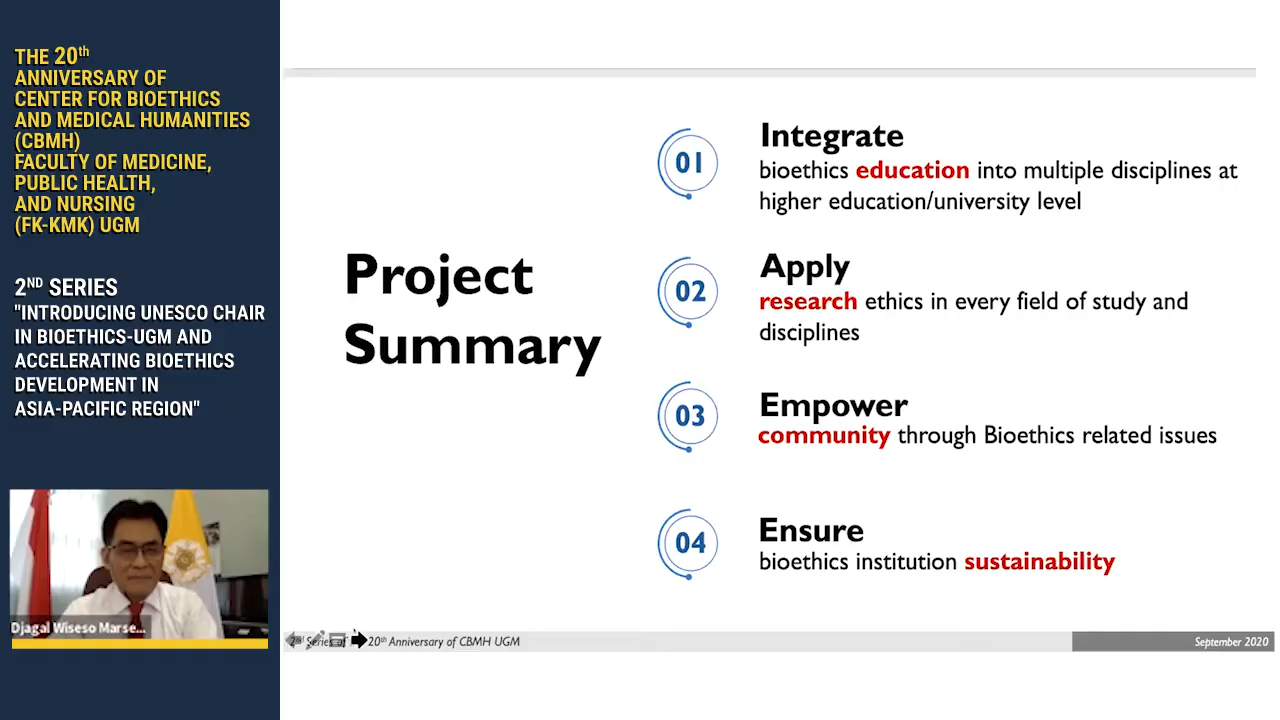 THE 20th
ANNIVERSARY OF
CENTER FOR BIOETHICS
AND MEDICAL HUMANITIES
(CBMH)
FACULTY OF MEDICINE,
PUBLIC HEALTH,
AND NURSING
(FK-KMK) UGM
2ND SERIES
"INTRODUCING UNESCO CHAIR
IN BIOETHICS-UGM AND
ACCELERATING BIOETHICS
DEVELOPMENT IN
ASIA-PACIFIC REGION"
Djagal Wiseso Marse...
Project
Summary
01
Integrate
bioethics education into multiple disciplines at
higher education/university level
02
Apply
research ethics in every field of study and
disciplines
03
Empower
community through Bioethics related issues
04
Ensure
bioethics institution sustainability
2nd Series of 20th Anniversary of CBMH UGM
September 2020